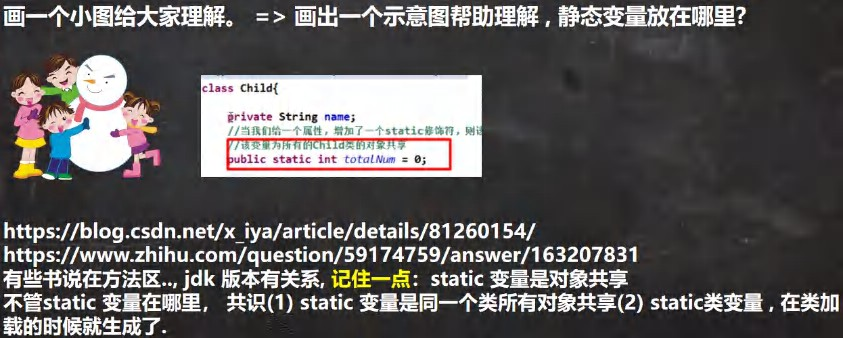 画一个小图给大家理解。 => 画出一个示意图帮助理解，静态变量放在哪里?
class Child{
private String name;
//当我们给一个属性，增加了一个static修饰符，则
//该变量为所有的Child类的对象共享
public static int totalNum = 0;
https://blog.csdn.net/x_iya/article/details/81260154/
https://www.zhihu.com/question/59174759/answer/163207831
有些书说在方法区.., jdk 版本有关系, 记住一点：static 变量是对象共享
不管static 变量在哪里， 共识(1) static 变量是同一个类所有对象共享(2) static类变量，在类加
载的时候就生成了.